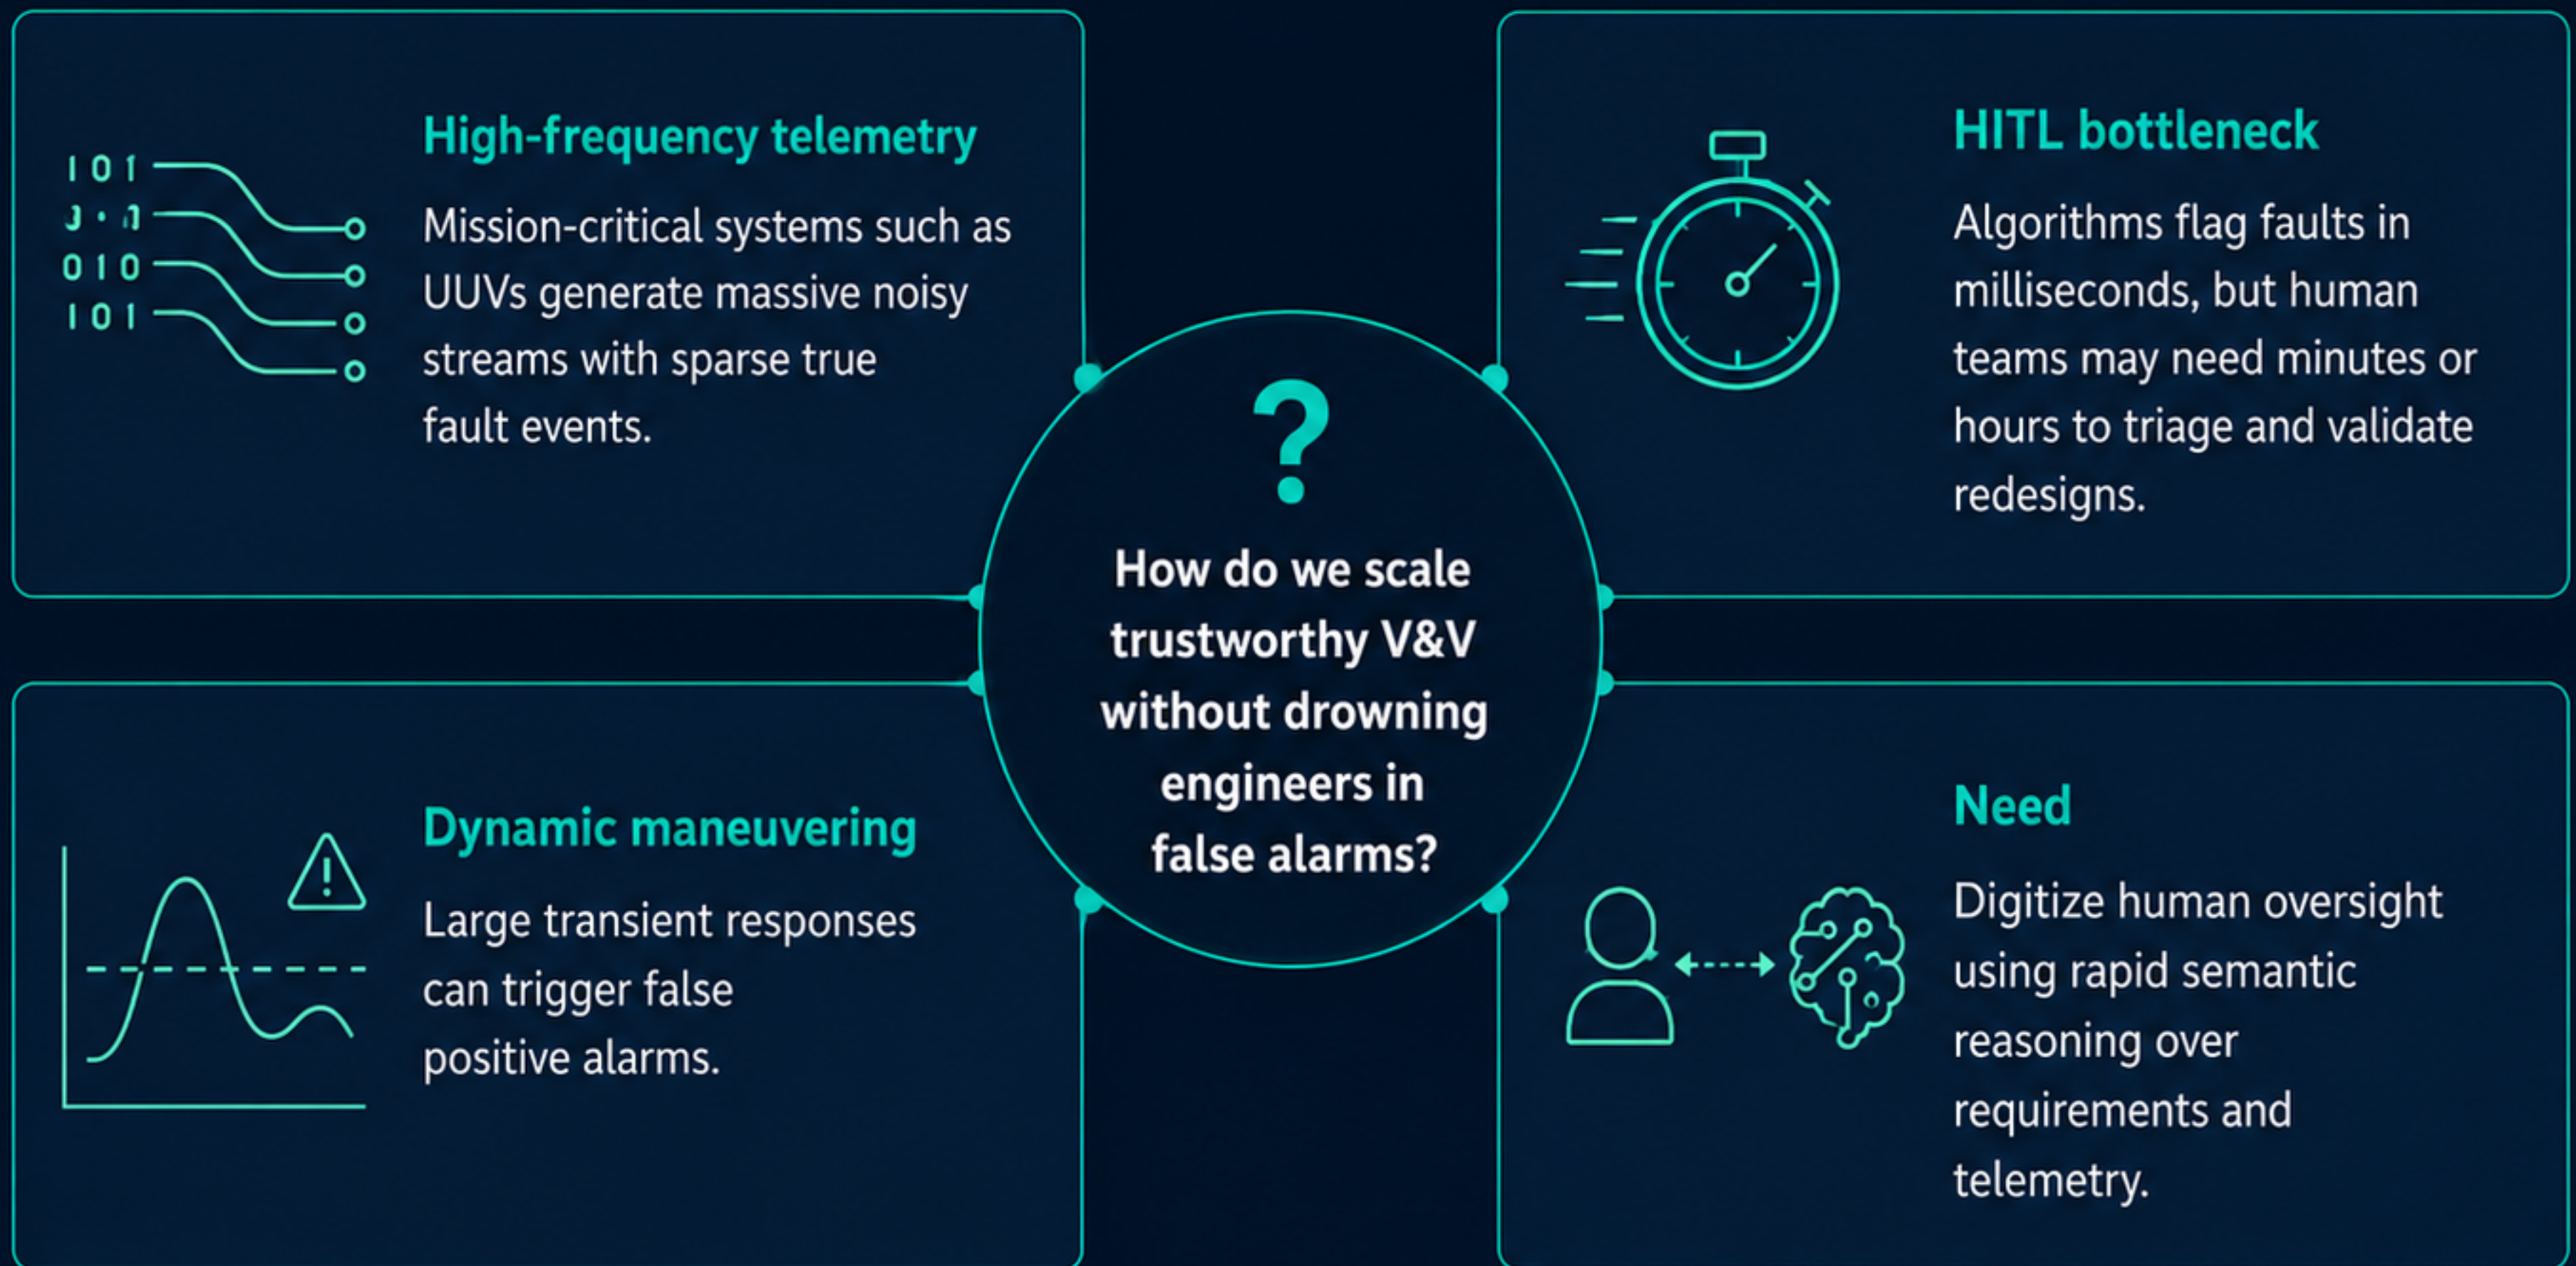 101
010
101
High-frequency telemetry
Mission-critical systems such as
UUVs generate massive noisy
streams with sparse true
fault events.
HITL bottleneck
Algorithms flag faults in
milliseconds, but human
teams may need minutes or
hours to triage and validate
redesigns.
?
How do we scale
trustworthy V&V
without drowning
engineers in
false alarms?
!
Dynamic maneuvering
Large transient responses
can trigger false
positive alarms.
Need
Digitize human oversight
using rapid semantic
reasoning over
requirements and
telemetry.